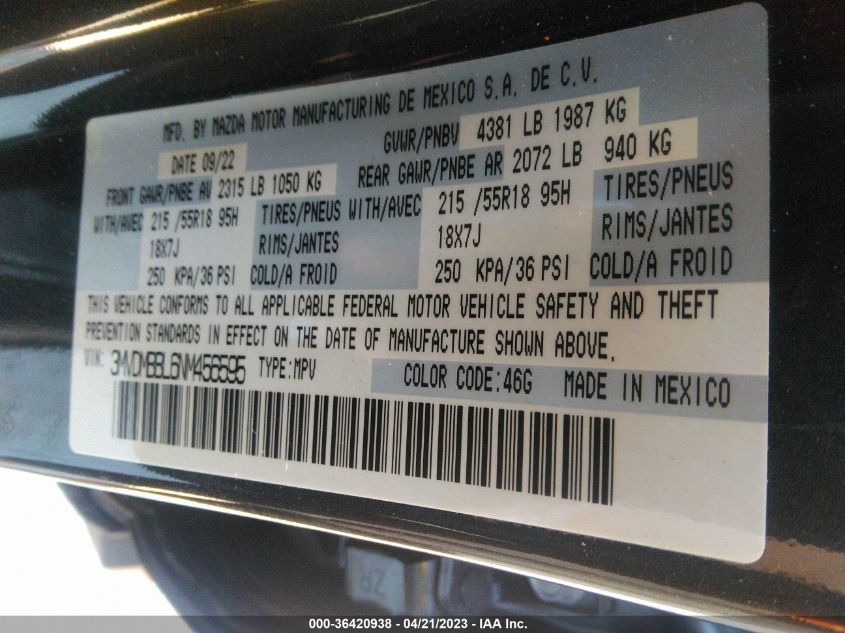 MFD. BY MAZDA MOTOR MANUFACTURING DE MEXICO S.A. DE C.V.
DATE 09/22 GVWR/PNBV 4381 LB 1987 KG
FRONT GAWR/PNBE AV 2315 LB 1050 KG REAR GAWR/PNBE AR 2072 LB 940 KG
WITH/AVEC 215 /55R18 95H TIRES/PNEUS WITH/AVEC 215 /55R18 95H TIRES/PNEUS
18X7J RIMS/JANTES 18X7J RIMS/JANTES
250 KPA/36 PSI COLD/A FROID 250 KPA/36 PSI COLD/A FROID
THIS VEHICLE CONFORMS TO ALL APPLICABLE FEDERAL MOTOR VEHICLE SAFETY AND THEFT
PREVENTION STANDARDS IN EFFECT ON THE DATE OF MANUFACTURE SHOWN ABOVE.
VIN: 3MVDMBBL6NM456595 TYPE:MPV COLOR CODE:46G MADE IN MEXICO
ZR
000-36420938 - 04/21/2023 - IAA Inc.